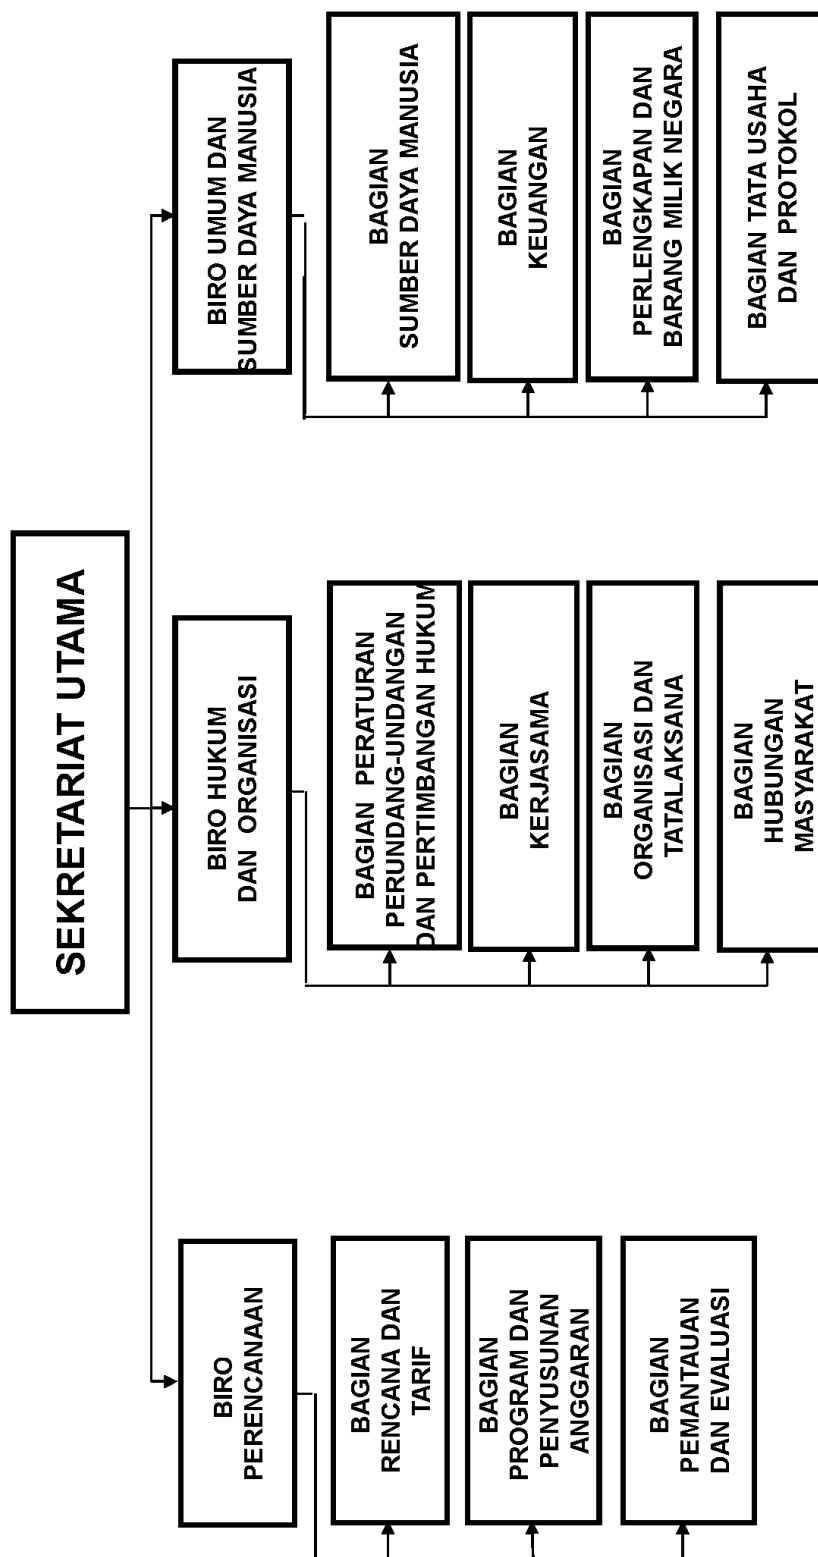 SEKRETARIAT UTAMA
BIRO
PERENCANAAN
BIRO HUKUM
DAN ORGANISASI
BIRO UMUM DAN
SUMBER DAYA MANUSIA
BAGIAN
RENCANA DAN
TARIF
BAGIAN PERATURAN
PERUNDANG-UNDANGAN
DAN PERTIMBANGAN HUKUM
BAGIAN
SUMBER DAYA MANUSIA
BAGIAN
PROGRAM DAN
PENYUSUNAN
ANGGARAN
BAGIAN
KERJASAMA
BAGIAN
KEUANGAN
BAGIAN
PEMANTAUAN
DAN EVALUASI
BAGIAN
ORGANISASI DAN
TATALAKSANA
BAGIAN
PERLENGKAPAN DAN
BARANG MILIK NEGARA
BAGIAN
HUBUNGAN
MASYARAKAT
BAGIAN TATA USAHA
DAN PROTOKOL